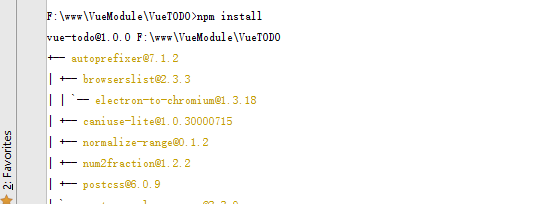 F:\www\VueModule\VueTODO>npm install
vue-todo@1.0.0 F:\www\VueModule\VueTODO
+-- autoprefixer@7.1.2
| +-- browserslist@2.3.3
| | `-- electron-to-chromium@1.3.18
| +-- caniuse-lite@1.0.30000715
| +-- normalize-range@0.1.2
| +-- num2fraction@1.2.2
| +-- postcss@6.0.9
2: Favorites